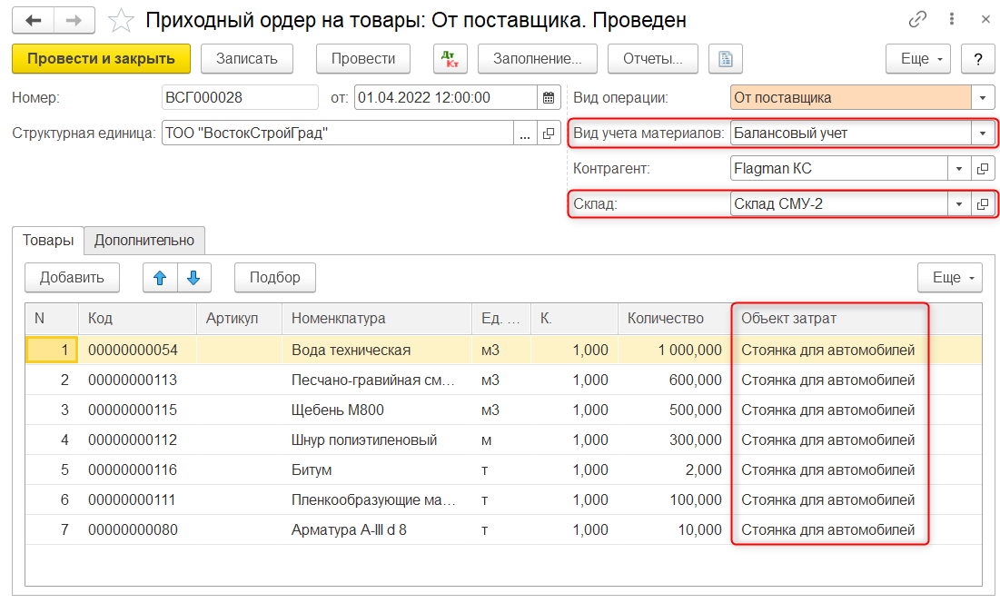 Приходный ордер на товары: От поставщика. Проведен
Провести и закрыть Записать Провести Дт Кт Заполнение... Отчеты... Еще ?
Номер: ВСГ000028 от: 01.04.2022 12:00:00 Вид операции: От поставщика
Структурная единица: ТОО "ВостокСтройГрад" ... Вид учета материалов: Балансовый учет
Контрагент: Flagman КС
Склад: Склад СМУ-2
Товары Дополнительно
Добавить Подбор Еще
N Код Артикул Номенклатура Ед. ... К. Количество Объект затрат
1 00000000054 Вода техническая м3 1,000 1 000,000 Стоянка для автомобилей
2 00000000113 Песчано-гравийная см... м3 1,000 600,000 Стоянка для автомобилей
3 00000000115 Щебень М800 м3 1,000 500,000 Стоянка для автомобилей
4 00000000112 Шнур полиэтиленовый м 1,000 300,000 Стоянка для автомобилей
5 00000000116 Битум т 1,000 2,000 Стоянка для автомобилей
6 00000000111 Пленкообразующие ма... т 1,000 100,000 Стоянка для автомобилей
7 00000000080 Арматура А-III d 8 т 1,000 10,000 Стоянка для автомобилей